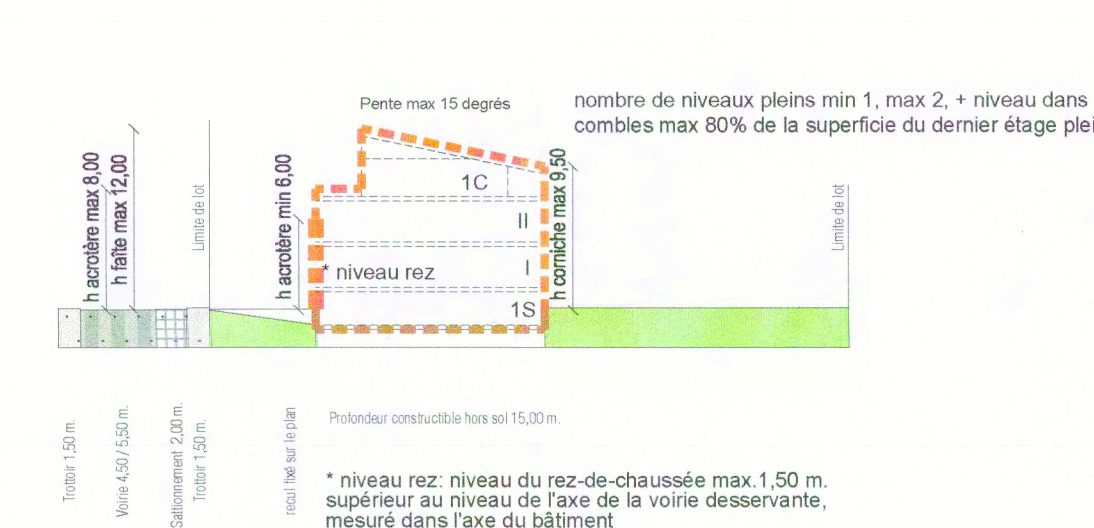 Pente max 15 degrés
nombre de niveaux pleins min 1, max 2, + niveau dans
combles max 80% de la superficie du dernier étage plei
h acrotère max 8,00
h faîte max 12,00
Limite de lot
h acrotère min 6,00
1C
II
* niveau rez
I
1S
h corniche max 9,50
Limite de lot
Trottoir 1,50 m.
Voirie 4,50 / 5,50 m.
Sattionnement 2,00 m.
Trottoir 1,50 m.
recul fixé sur le plan
Profondeur constructible hors sol 15,00 m.
* niveau rez: niveau du rez-de-chaussée max.1,50 m.
supérieur au niveau de l'axe de la voirie desservante,
mesuré dans l'axe du bâtiment